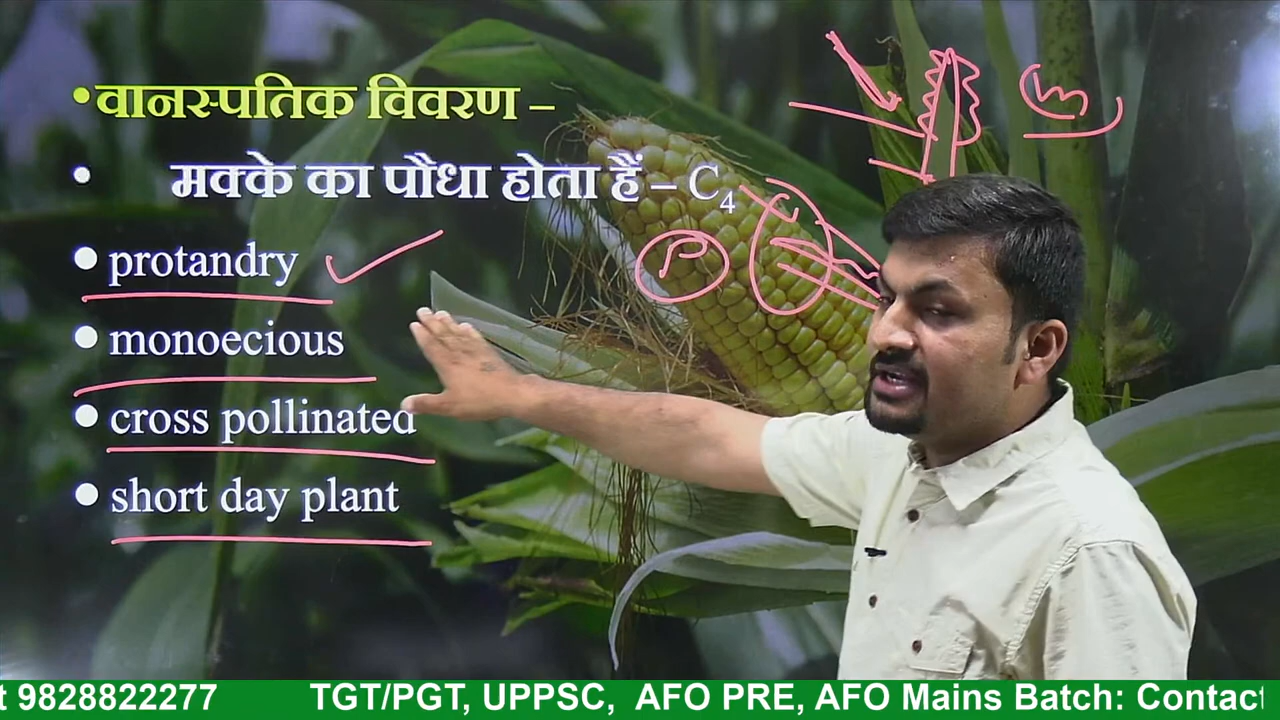 •वानस्पतिक विवरण –
• मक्के का पौधा होता हैं – C₄
• protandry
• monoecious
• cross pollinated
• short day plant
P
t 9828822277 TGT/PGT, UPPSC, AFO PRE, AFO Mains Batch: Contact